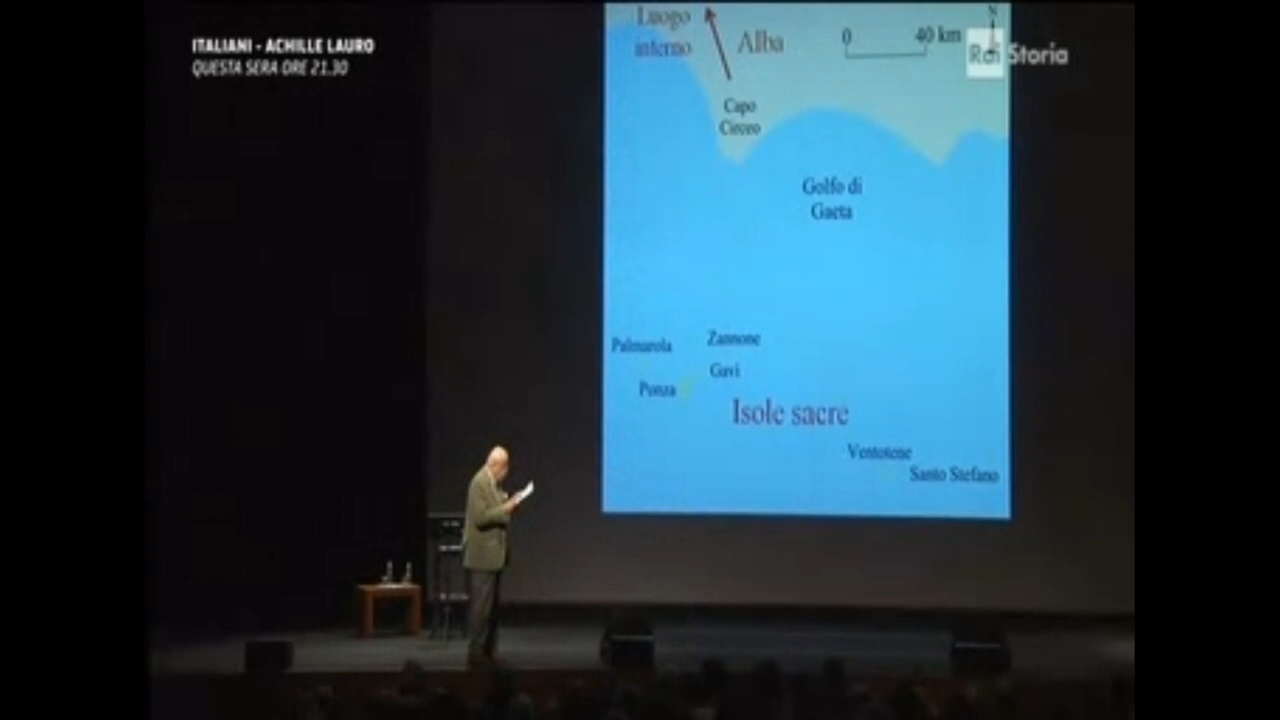 ITALIANI - ACHILLE LAURO
QUESTA SERA ORE 21.30
Rai Storia
N
Luogo
interno
Alba
0
40 km
Capo
Circeo
Golfo di
Gaeta
Palmarola
Zannone
Gavi
Ponza
Isole sacre
Ventotene
Santo Stefano